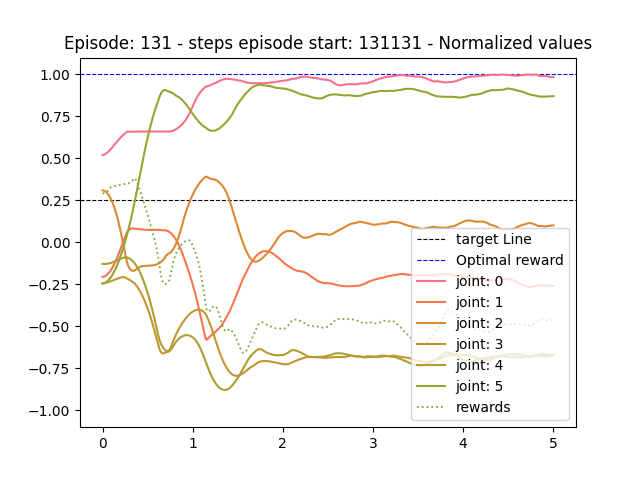 Episode: 131 - steps episode start: 131131 - Normalized values
1.00
0.75
0.50
0.25
0.00
−0.25
−0.50
−0.75
−1.00
target Line
Optimal reward
joint: 0
joint: 1
joint: 2
joint: 3
joint: 4
joint: 5
rewards
0 1 2 3 4 5